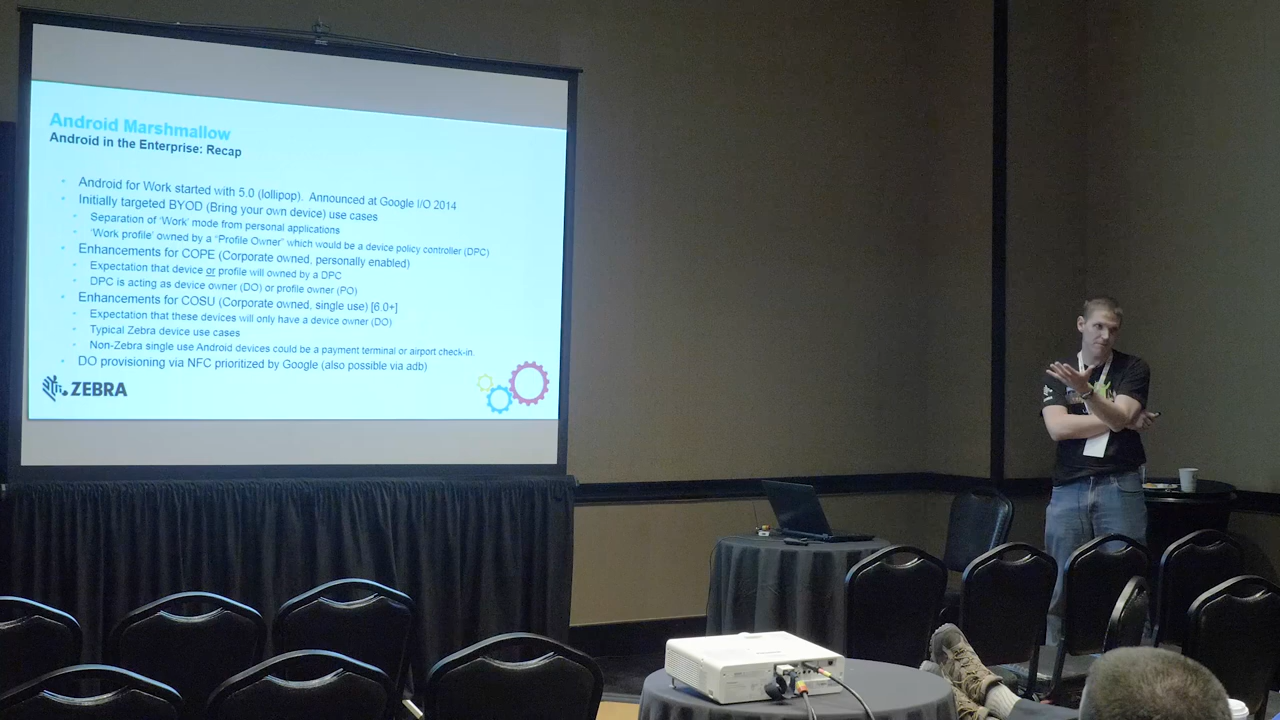 Android Marshmallow
Android in the Enterprise: Recap
Android for Work started with 5.0 (lollipop). Announced at Google I/O 2014
Initially targeted BYOD (Bring your own device) use cases
Separation of 'Work' mode from personal applications
'Work profile' owned by a "Profile Owner" which would be a device policy controller (DPC)
Enhancements for COPE (Corporate owned, personally enabled)
Expectation that device or profile will owned by a DPC
DPC is acting as device owner (DO) or profile owner (PO)
Enhancements for COSU (Corporate owned, single use) [6.0+]
Expectation that these devices will only have a device owner (DO)
Typical Zebra device use cases
Non-Zebra single use Android devices could be a payment terminal or airport check-in.
DO provisioning via NFC prioritized by Google (also possible via adb)
ZEBRA